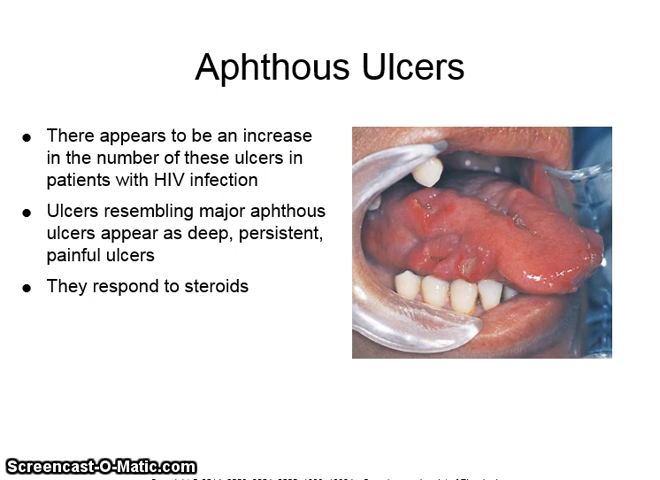 Aphthous Ulcers
• There appears to be an increase
in the number of these ulcers in
patients with HIV infection
• Ulcers resembling major aphthous
ulcers appear as deep, persistent,
painful ulcers
• They respond to steroids
Screencast-O-Matic.com